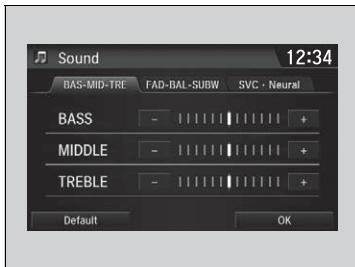 Sound 12:34
BAS-MID-TRE FAD-BAL-SUBW SVC · Neural
BASS - +
MIDDLE - +
TREBLE - +
Default OK